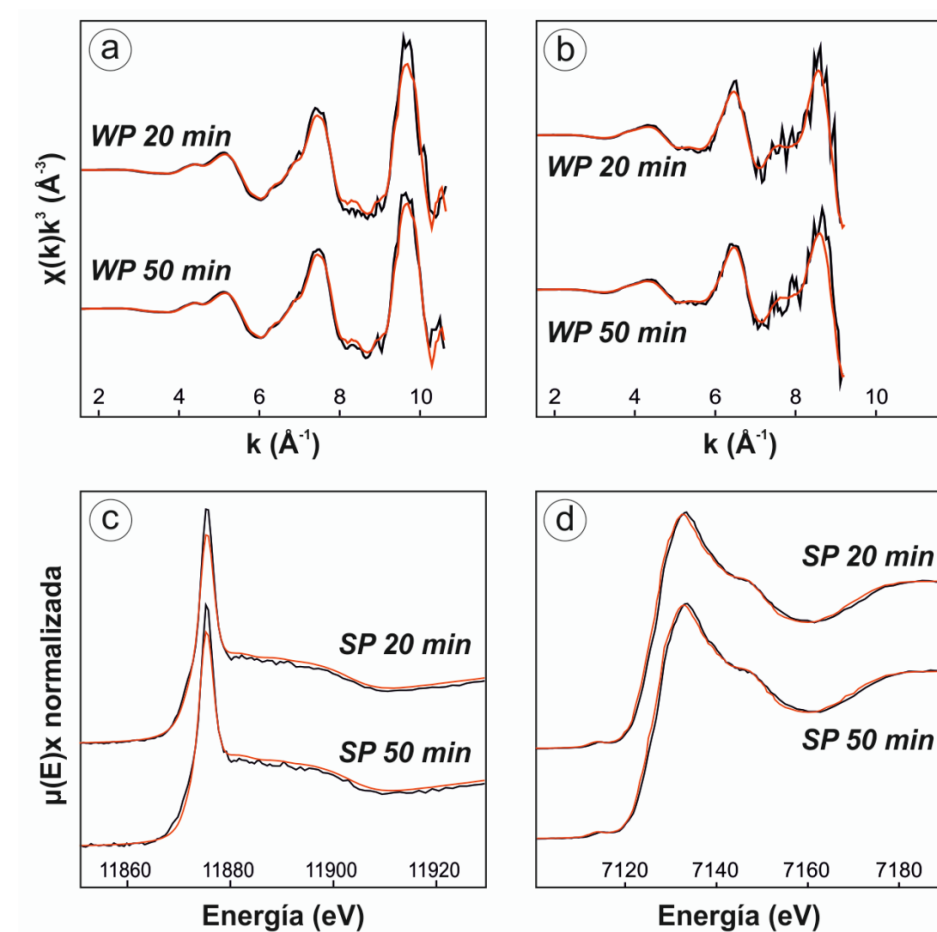 a
WP 20 min
WP 50 min
χ(k)k³ (Å⁻³)
2 4 6 8 10
k (Å⁻¹)
b
WP 20 min
WP 50 min
2 4 6 8 10
k (Å⁻¹)
c
SP 20 min
SP 50 min
μ(E)x normalizada
11860 11880 11900 11920
Energía (eV)
d
SP 20 min
SP 50 min
7120 7140 7160 7180
Energía (eV)